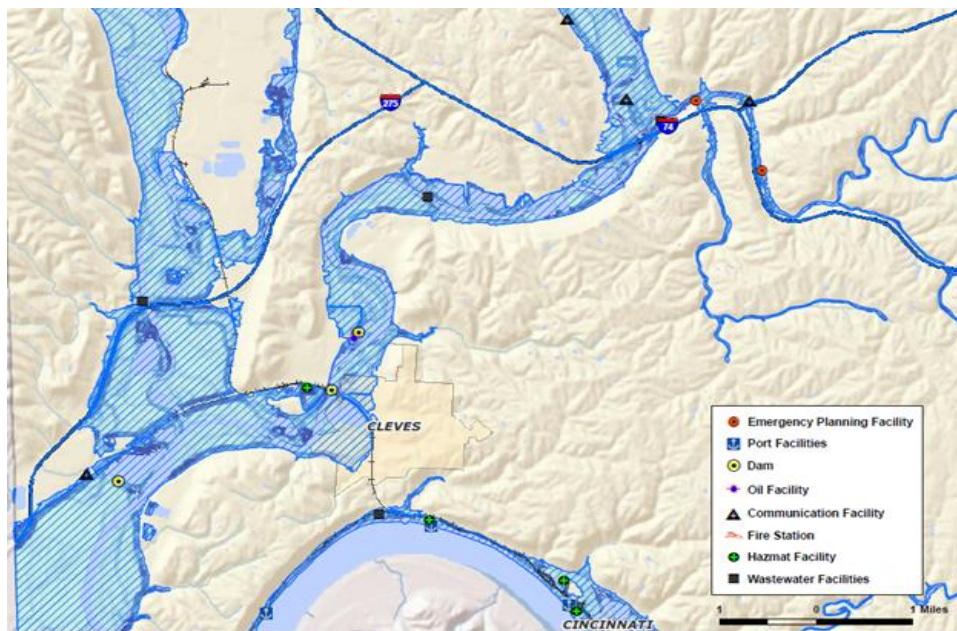 275
74
CLEVES
Emergency Planning Facility
Port Facilities
Dam
Oil Facility
Communication Facility
Fire Station
Hazmat Facility
Wastewater Facilities
1 0 1 Miles
CINCINNATI